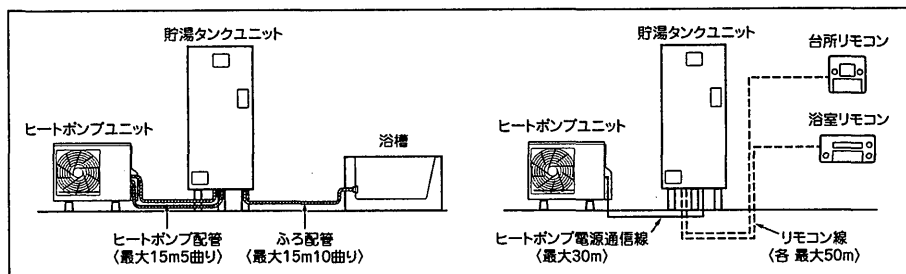 貯湯タンクユニット
ヒートポンプユニット
浴槽
ヒートポンプ配管
〈最大15m5曲り〉
ふろ配管
〈最大15m10曲り〉
貯湯タンクユニット
台所リモコン
ヒートポンプユニット
浴室リモコン
ヒートポンプ電源通信線
〈最大30m〉
リモコン線
〈各 最大50m〉